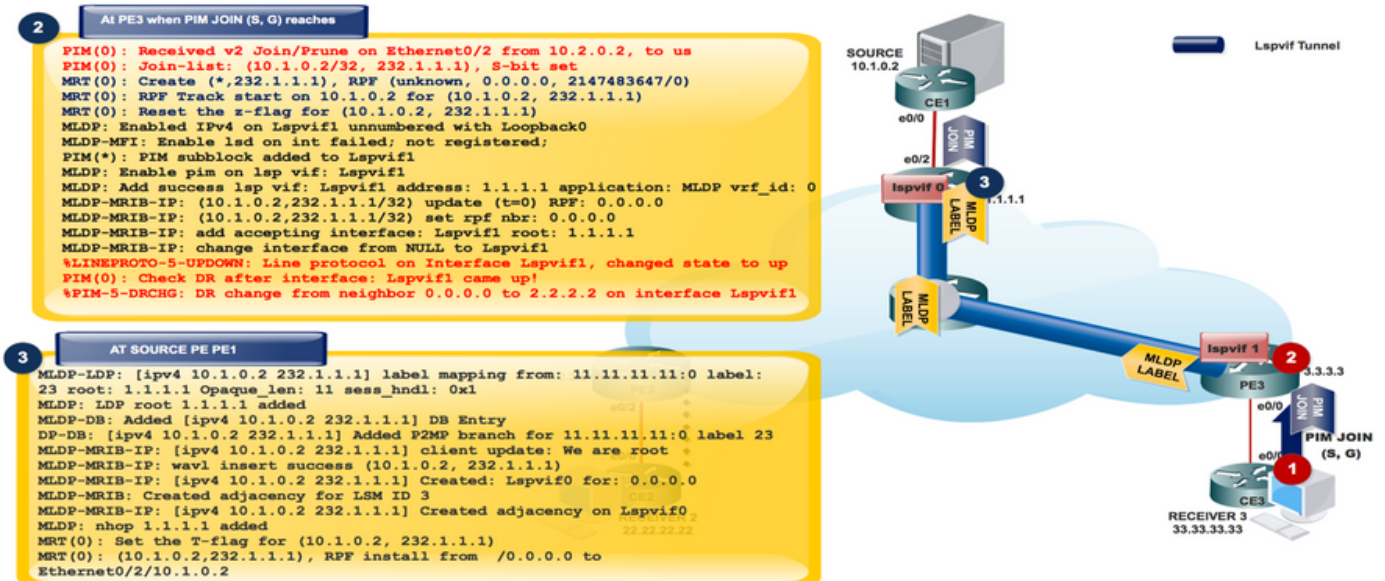 2
At PE3 when PIM JOIN (S, G) reaches
PIM(0): Received v2 Join/Prune on Ethernet0/2 from 10.2.0.2, to us
PIM(0): Join-list: (10.1.0.2/32, 232.1.1.1), S-bit set
MRT(0): Create (*,232.1.1.1), RPF (unknown, 0.0.0.0, 2147483647/0)
MRT(0): RPF Track start on 10.1.0.2 for (10.1.0.2, 232.1.1.1)
MRT(0): Reset the z-flag for (10.1.0.2, 232.1.1.1)
MLDP: Enabled IPv4 on Lspvif1 unnumbered with Loopback0
MLDP-MFI: Enable lsd on int failed; not registered;
PIM(*): PIM subblock added to Lspvif1
MLDP: Enable pim on lsp vif: Lspvif1
MLDP: Add success lsp vif: Lspvif1 address: 1.1.1.1 application: MLDP vrf_id: 0
MLDP-MRIB-IP: (10.1.0.2,232.1.1.1/32) update (t=0) RPF: 0.0.0.0
MLDP-MRIB-IP: (10.1.0.2,232.1.1.1/32) set rpf nbr: 0.0.0.0
MLDP-MRIB-IP: add accepting interface: Lspvif1 root: 1.1.1.1
MLDP-MRIB-IP: change interface from NULL to Lspvif1
%LINEPROTO-5-UPDOWN: Line protocol on Interface Lspvif1, changed state to up
PIM(0): Check DR after interface: Lspvif1 came up!
%PIM-5-DRCHG: DR change from neighbor 0.0.0.0 to 2.2.2.2 on interface Lspvif1
3
AT SOURCE PE PE1
MLDP-LDP: [ipv4 10.1.0.2 232.1.1.1] label mapping from: 11.11.11.11:0 label:
23 root: 1.1.1.1 Opaque_len: 11 sess_hndl: 0x1
MLDP: LDP root 1.1.1.1 added
MLDP-DB: Added [ipv4 10.1.0.2 232.1.1.1] DB Entry
DP-DB: [ipv4 10.1.0.2 232.1.1.1] Added P2MP branch for 11.11.11.11:0 label 23
MLDP-MRIB-IP: [ipv4 10.1.0.2 232.1.1.1] client update: We are root
MLDP-MRIB-IP: wavl insert success (10.1.0.2, 232.1.1.1)
MLDP-MRIB-IP: [ipv4 10.1.0.2 232.1.1.1] Created: Lspvif0 for: 0.0.0.0
MLDP-MRIB: Created adjacency for LSM ID 3
MLDP-MRIB-IP: [ipv4 10.1.0.2 232.1.1.1] Created adjacency on Lspvif0
MLDP: nhop 1.1.1.1 added
MRT(0): Set the T-flag for (10.1.0.2, 232.1.1.1)
MRT(0): (10.1.0.2,232.1.1.1), RPF install from /0.0.0.0 to
Ethernet0/2/10.1.0.2
PE2
e0/2
CE2
RECEIVER 2
22.22.22.22
Lspvif Tunnel
SOURCE
10.1.0.2
CE1
e0/0
PIM
JOIN
e0/2
lspvif 0
3
1.1.1.1
MLDP
LABEL
MLDP
LABEL
MLDP
LABEL
lspvif 1
2
3.3.3.3
PE3
e0/0
PIM
JOIN
PIM JOIN
(S, G)
e0/0
1
CE3
RECEIVER 3
33.33.33.33